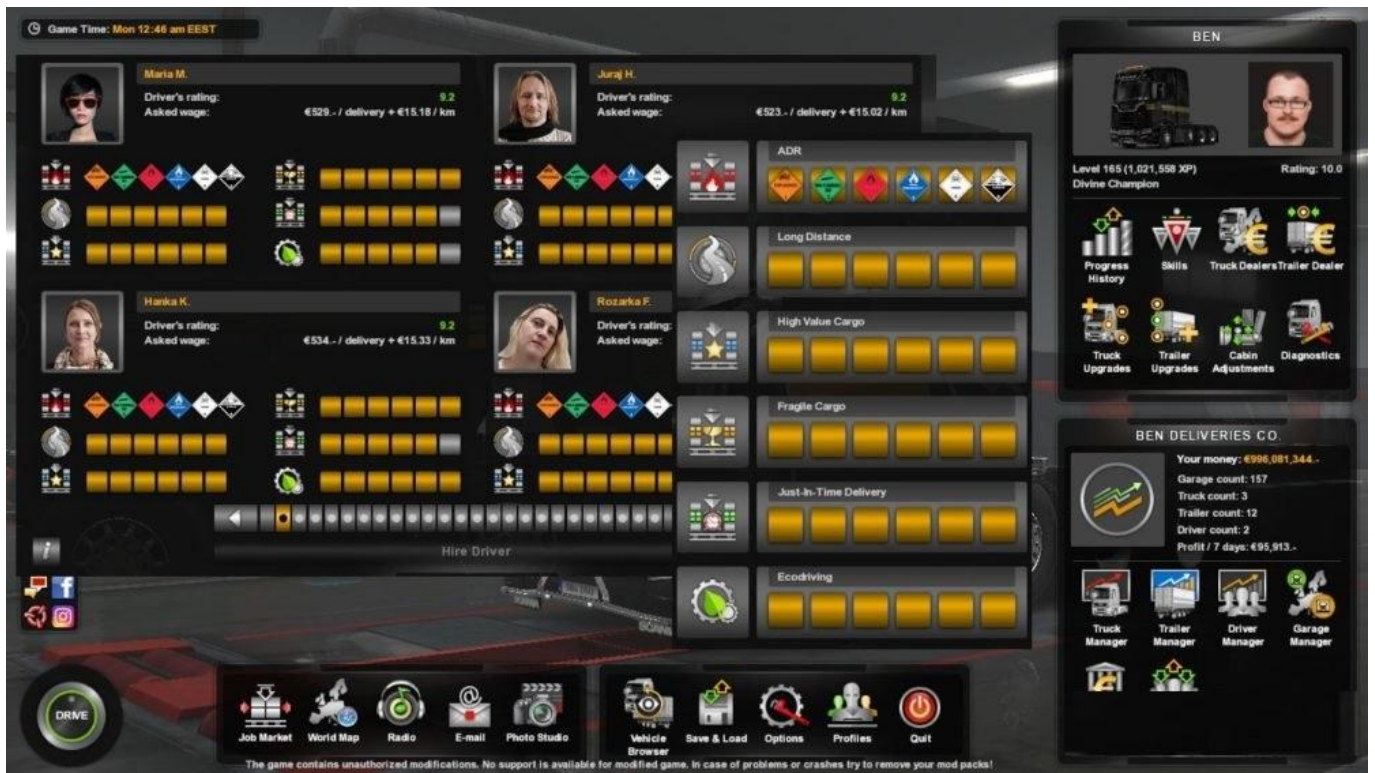 Game Time: Mon 12:46 am EEST
Maria M.
Driver's rating: 9.2
Asked wage: €529.- / delivery + €15.18 / km
Juraj H.
Driver's rating: 9.2
Asked wage: €523.- / delivery + €15.02 / km
Hanka K.
Driver's rating: 9.2
Asked wage: €534.- / delivery + €15.33 / km
Rozarka F.
Driver's rating:
Asked wage:
Hire Driver
ADR
Long Distance
High Value Cargo
Fragile Cargo
Just-In-Time Delivery
Ecodriving
BEN
Level 165 (1,021,558 XP) Rating: 10.0
Divine Champion
Progress History
Skills
Truck Dealers
Trailer Dealer
Truck Upgrades
Trailer Upgrades
Cabin Adjustments
Diagnostics
BEN DELIVERIES CO.
Your money: €996,081,344.-
Garage count: 157
Truck count: 3
Trailer count: 12
Driver count: 2
Profit / 7 days: €95,913.-
Truck Manager
Trailer Manager
Driver Manager
Garage Manager
SCANIA
DRIVE
Job Market
World Map
Radio
E-mail
Photo Studio
Vehicle Browser
Save & Load
Options
Profiles
Quit
The game contains unauthorized modifications. No support is available for modified game. In case of problems or crashes try to remove your mod packs!